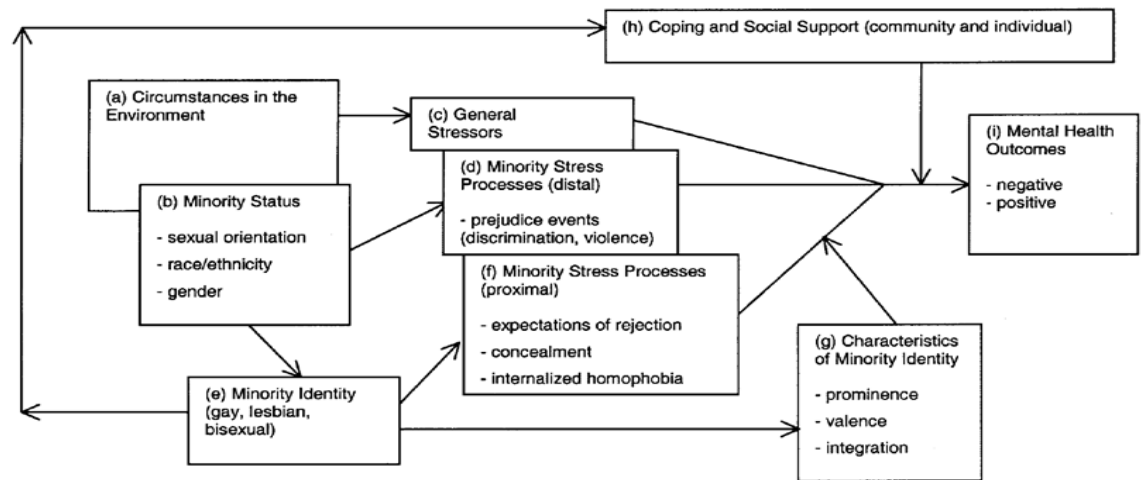 (h) Coping and Social Support (community and individual)
(a) Circumstances in the
Environment
(c) General
Stressors
(d) Minority Stress
Processes (distal)
- prejudice events
(discrimination, violence)
(i) Mental Health
Outcomes
- negative
- positive
(b) Minority Status
- sexual orientation
- race/ethnicity
- gender
(f) Minority Stress Processes
(proximal)
- expectations of rejection
- concealment
- internalized homophobia
(g) Characteristics
of Minority Identity
- prominence
- valence
- integration
(e) Minority Identity
(gay, lesbian,
bisexual)